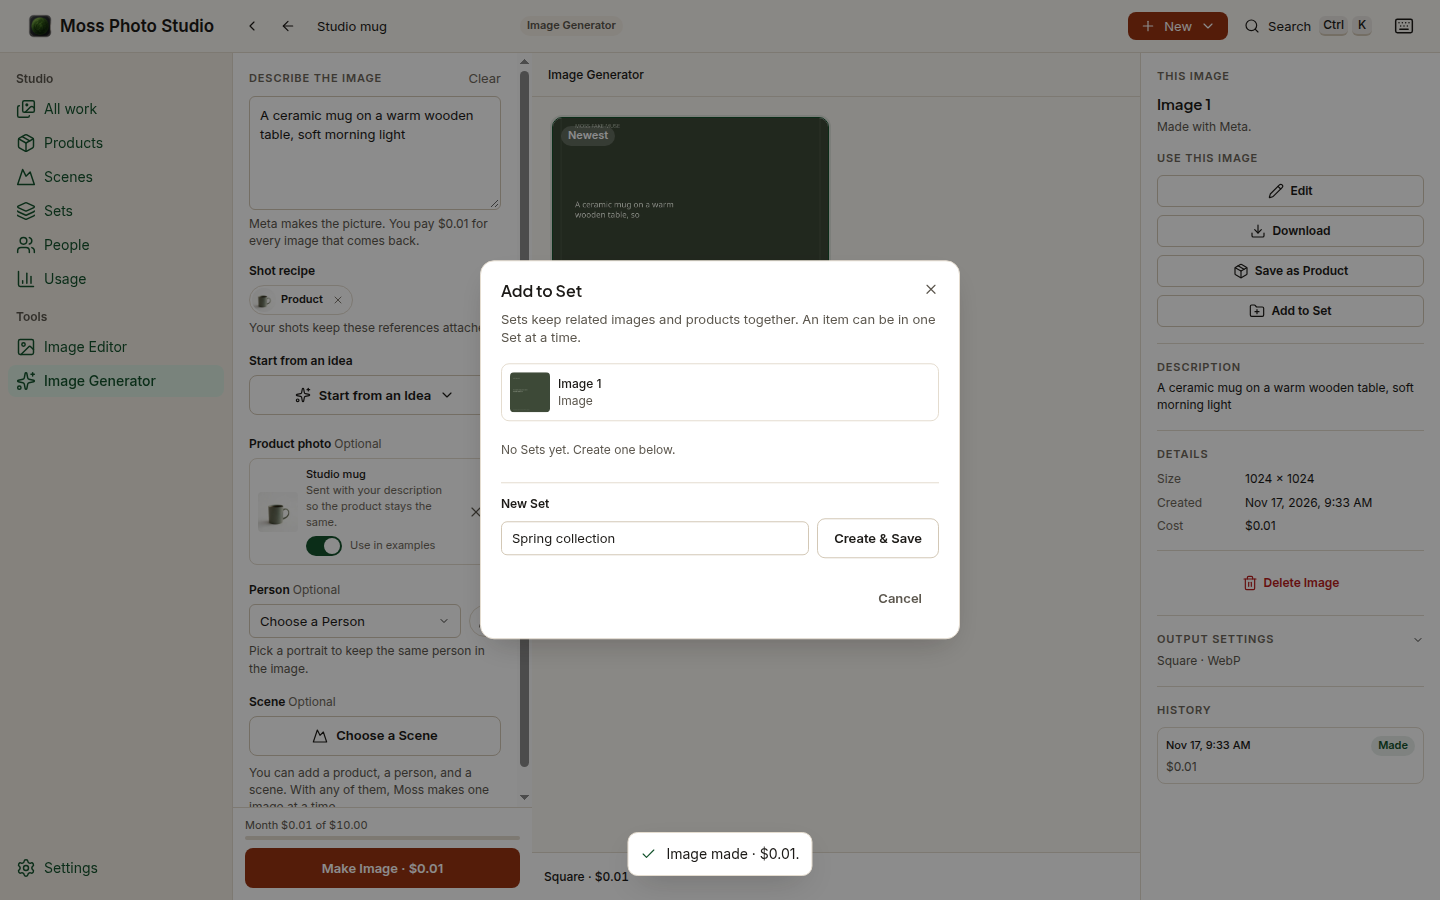 Moss Photo Studio
Studio mug
Image Generator
New
Search
Ctrl
K
Studio
All work
Products
Scenes
Sets
People
Usage
Tools
Image Editor
Image Generator
Settings
DESCRIBE THE IMAGE
Clear
A ceramic mug on a warm wooden
table, soft morning light
Meta makes the picture. You pay $0.01 for
every image that comes back.
Shot recipe
Product
Your shots keep these references
Start from an idea
Start from an Idea
Product photo Optional
Studio mug
Sent with your description
so the product stays the
same.
Use in examples
Person Optional
Choose a Person
Pick a portrait to keep the same person in
the image.
Scene Optional
Choose a Scene
You can add a product, a person, and a
scene. With any of them, Moss makes one
image at a time.
Month $0.01 of $10.00
Make Image · $0.01
Image Generator
Newest
A ceramic mug on a warm
wooden table, so
Add to Set
Sets keep related images and products together. An item can be in one
Set at a time.
Image 1
Image
No Sets yet. Create one below.
New Set
Spring collection
Create & Save
Cancel
Image made · $0.01.
Square · $0.01
THIS IMAGE
Image 1
Made with Meta.
USE THIS IMAGE
Edit
Download
Save as Product
Add to Set
DESCRIPTION
A ceramic mug on a warm wooden table, soft
morning light
DETAILS
Size
1024 × 1024
Created
Nov 17, 2026, 9:33 AM
Cost
$0.01
Delete Image
OUTPUT SETTINGS
Square · WebP
HISTORY
Nov 17, 9:33 AM
Made
$0.01